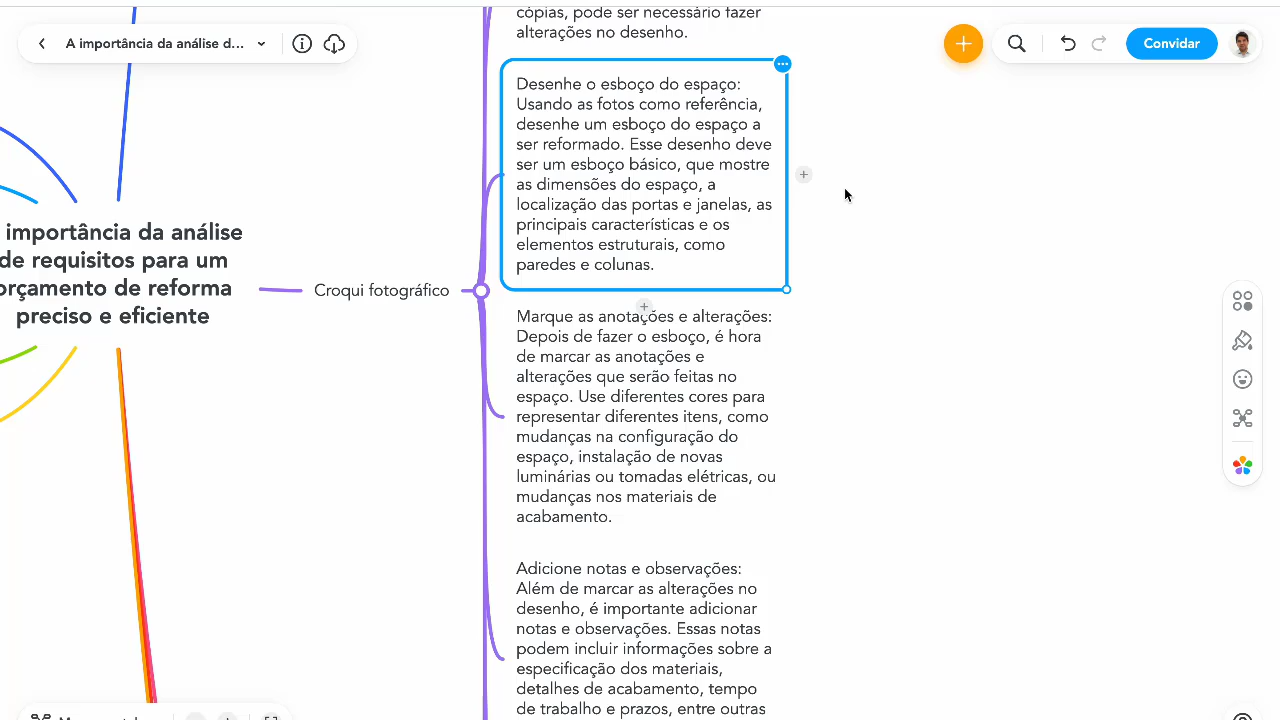 cópias, pode ser necessário fazer
alterações no desenho.
A importância da análise d...
Convidar
Desenhe o esboço do espaço:
Usando as fotos como referência,
desenhe um esboço do espaço a
ser reformado. Esse desenho deve
ser um esboço básico, que mostre
as dimensões do espaço, a
localização das portas e janelas, as
principais características e os
elementos estruturais, como
paredes e colunas.
importância da análise
de requisitos para um
orçamento de reforma
preciso e eficiente
Croqui fotográfico
Marque as anotações e alterações:
Depois de fazer o esboço, é hora
de marcar as anotações e
alterações que serão feitas no
espaço. Use diferentes cores para
representar diferentes itens, como
mudanças na configuração do
espaço, instalação de novas
luminárias ou tomadas elétricas, ou
mudanças nos materiais de
acabamento.
Adicione notas e observações:
Além de marcar as alterações no
desenho, é importante adicionar
notas e observações. Essas notas
podem incluir informações sobre a
especificação dos materiais,
detalhes de acabamento, tempo
de trabalho e prazos, entre outras